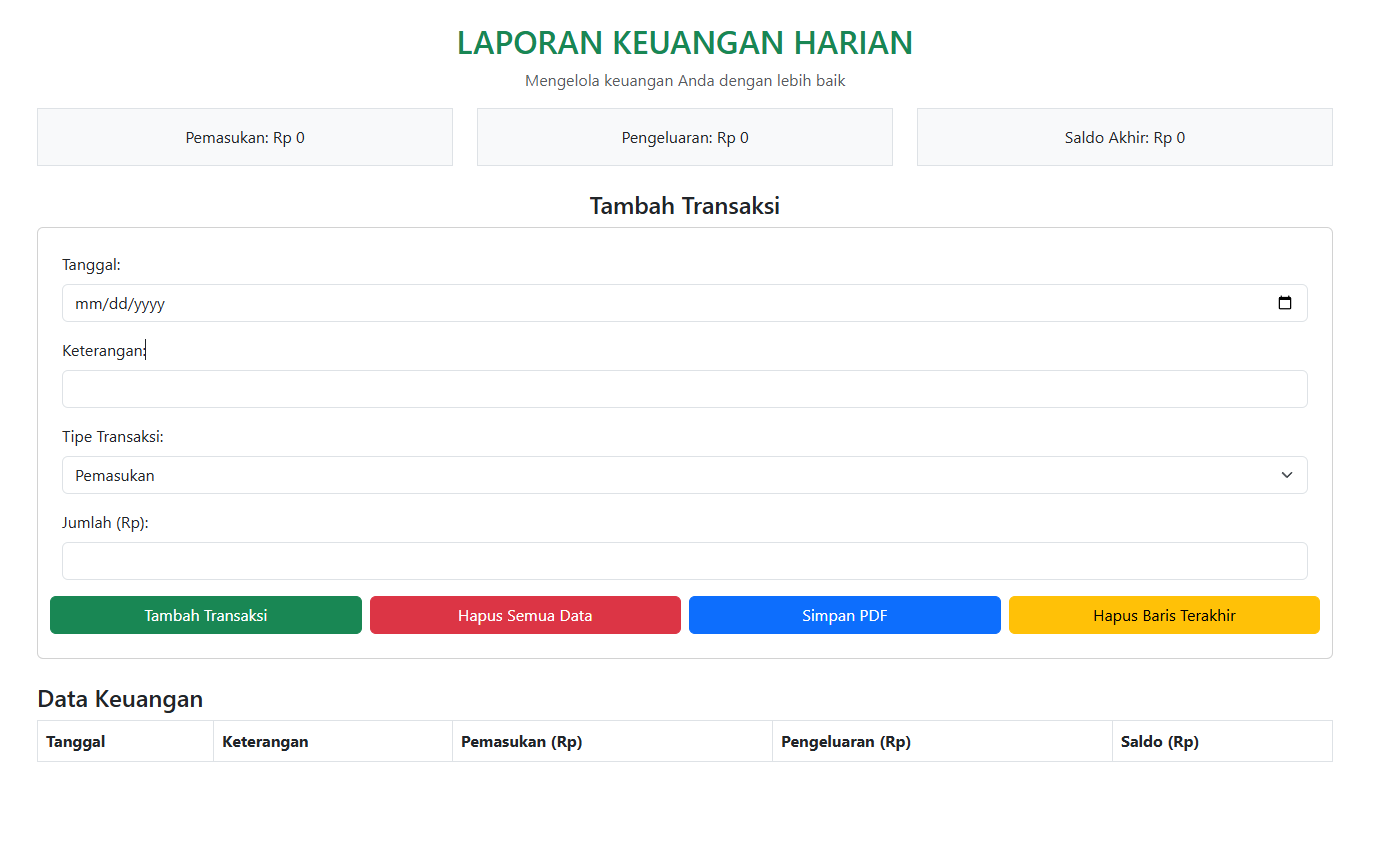 LAPORAN KEUANGAN HARIAN
Mengelola keuangan Anda dengan lebih baik
Pemasukan: Rp 0
Pengeluaran: Rp 0
Saldo Akhir: Rp 0
Tambah Transaksi
Tanggal:
mm/dd/yyyy
Keterangan:
Tipe Transaksi:
Pemasukan
Jumlah (Rp):
Tambah Transaksi
Hapus Semua Data
Simpan PDF
Hapus Baris Terakhir
Data Keuangan
Tanggal
Keterangan
Pemasukan (Rp)
Pengeluaran (Rp)
Saldo (Rp)